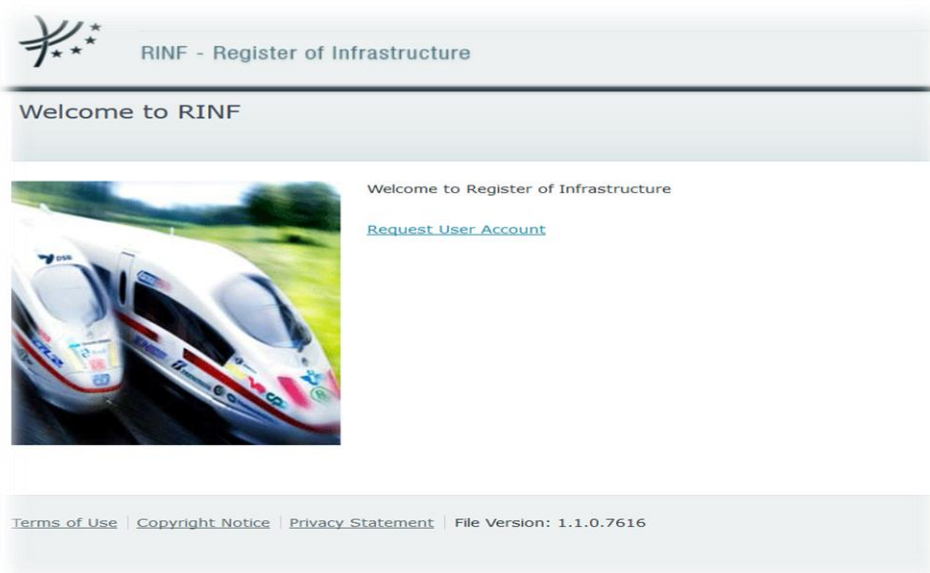 RINF - Register of Infrastructure
Welcome to RINF
Welcome to Register of Infrastructure
Request User Account
DSB
Terms of Use | Copyright Notice | Privacy Statement | File Version: 1.1.0.7616